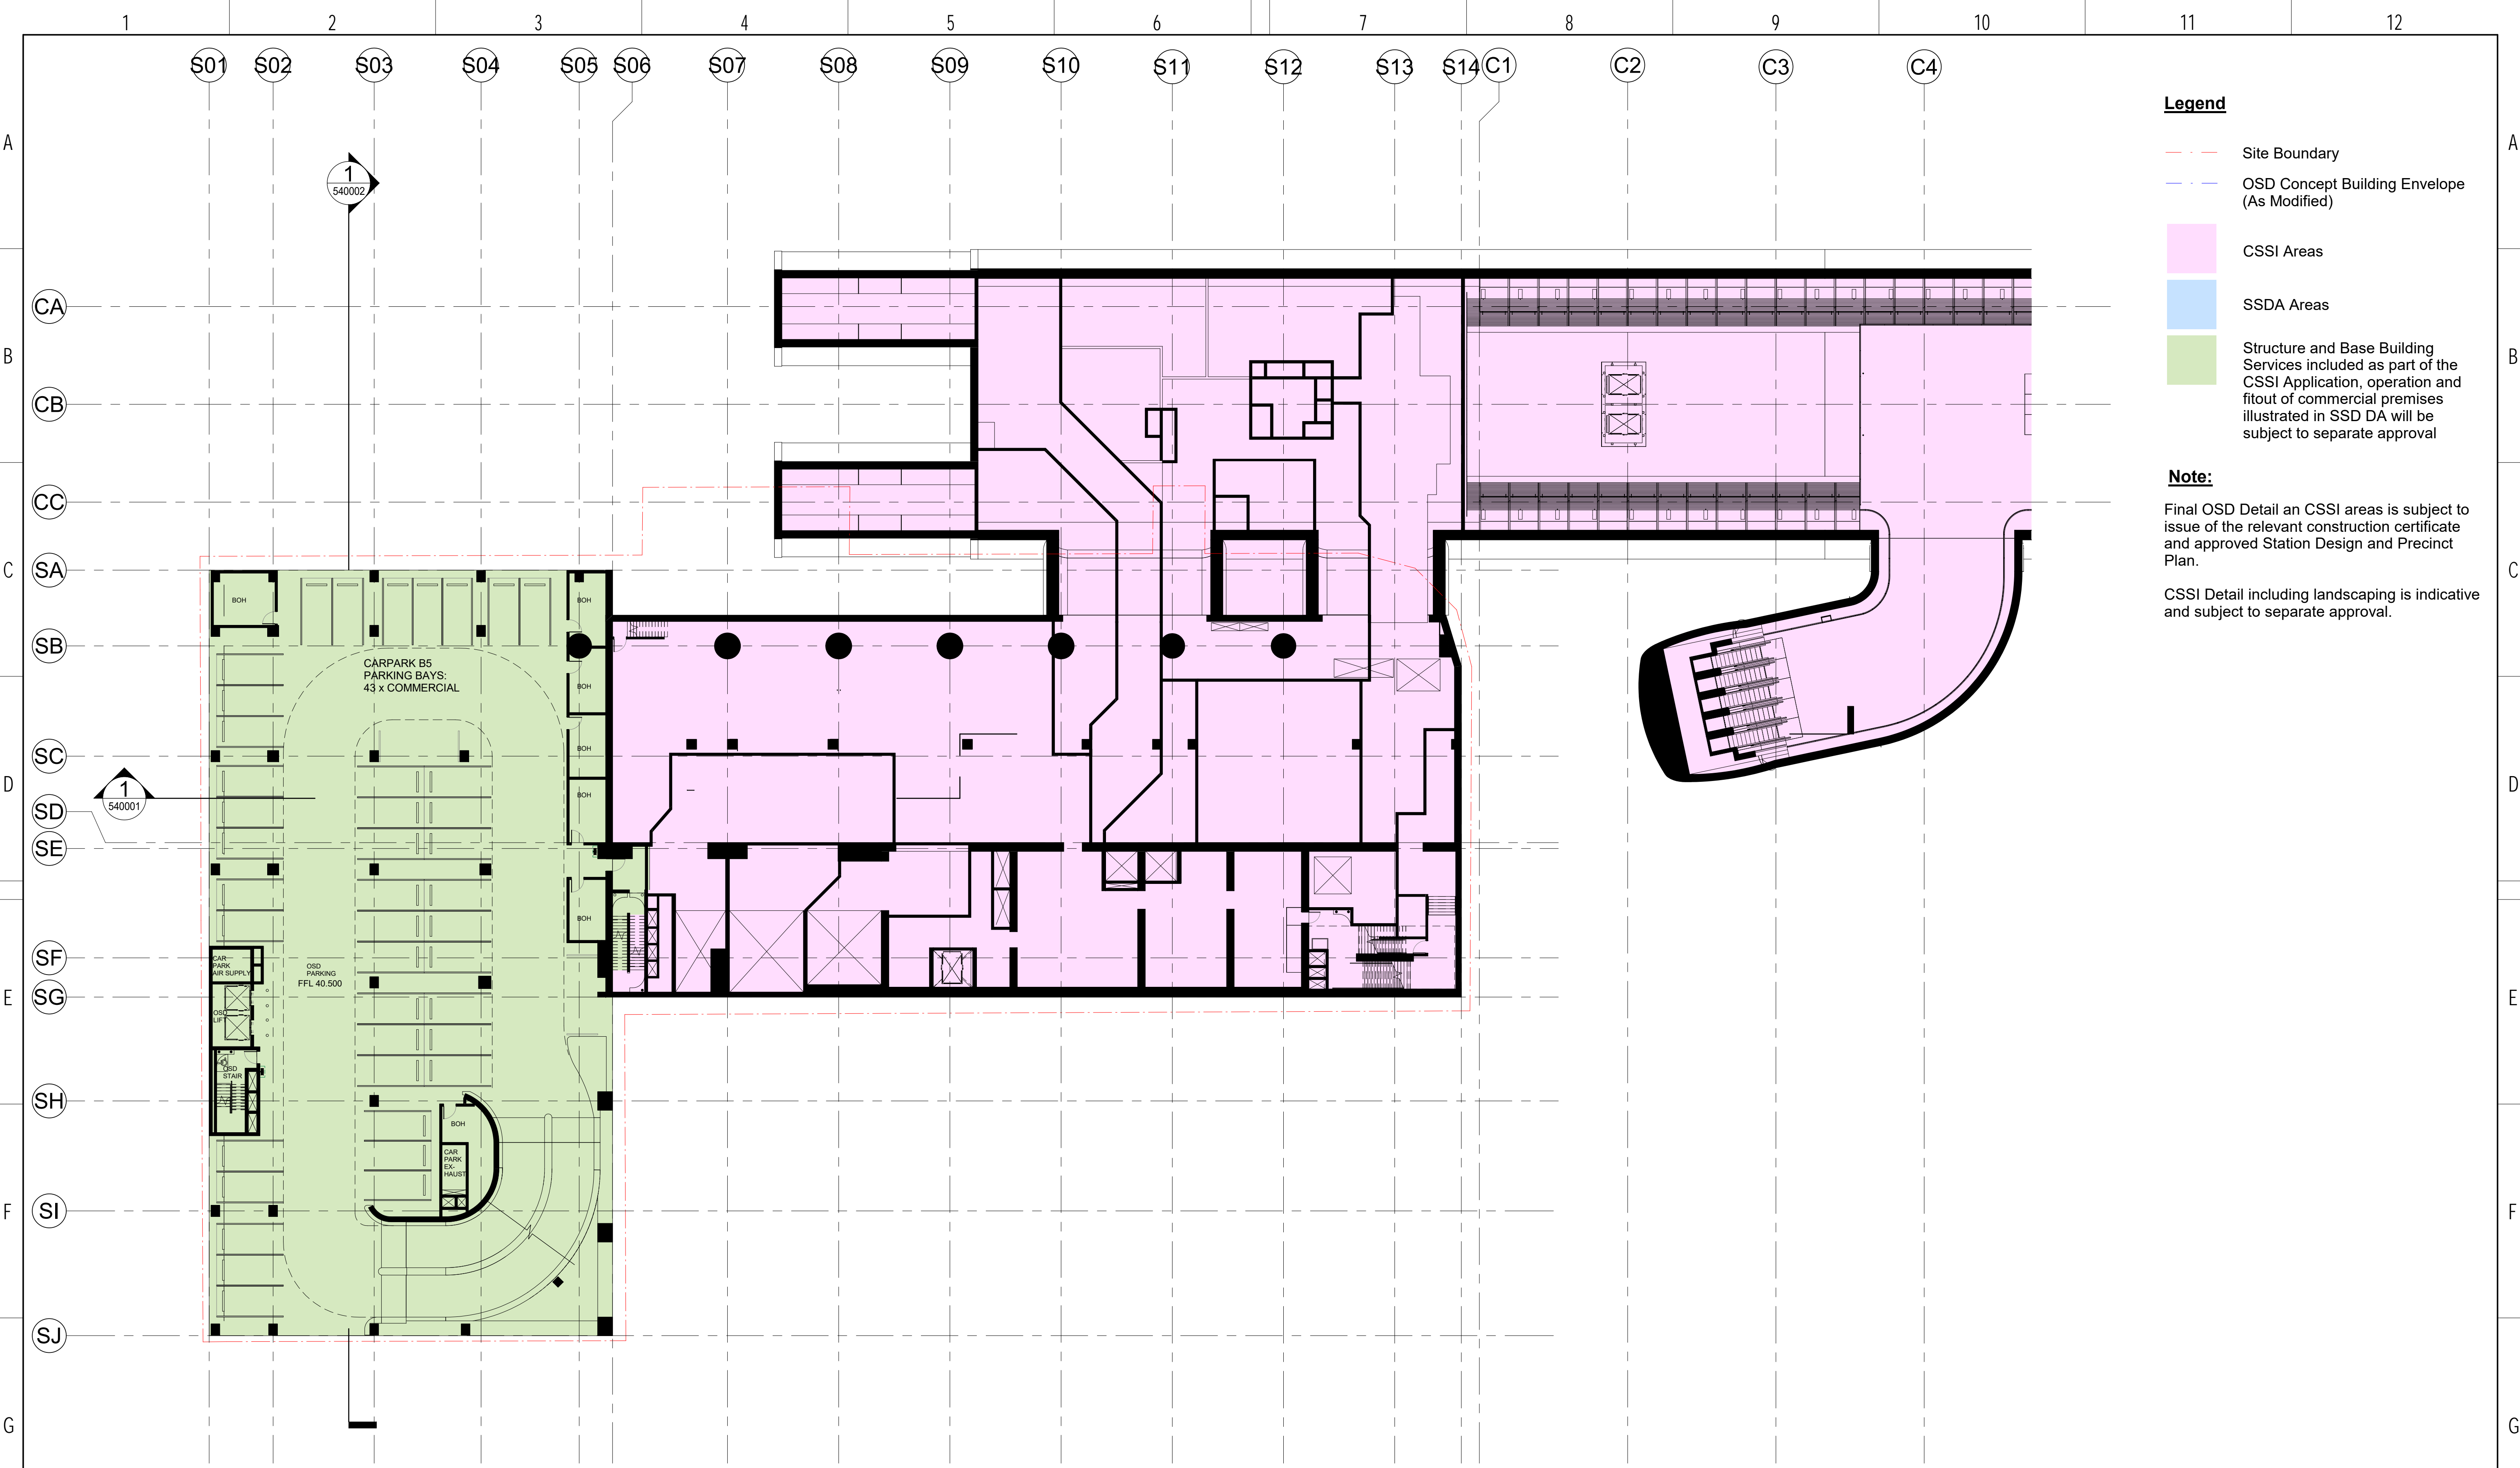 1 2 3 4 5 6 7 8 9 10 11 12
S01 S02 S03 S04 S05 S06 S07 S08 S09 S10 S11 S12 S13 S14 C1 C2 C3 C4
A A
B B
C C
D D
E E
F F
G G
CA
CB
CC
SA
SB
SC
SD
SE
SF
SG
SH
SI
SJ
1
540002
1
540001
BOH
BOH
CARPARK B5
PARKING BAYS:
43 x COMMERCIAL
BOH
BOH
BOH
BOH
CAR
PARK
AIR SUPPLY
OSD
PARKING
FFL 40.500
OSD
LIFT
OSD
STAIR
BOH
CAR
PARK
EX-
HAUST
Legend
Site Boundary
OSD Concept Building Envelope
(As Modified)
CSSI Areas
SSDA Areas
Structure and Base Building
Services included as part of the
CSSI Application, operation and
fitout of commercial premises
illustrated in SSD DA will be
subject to separate approval
Note:
Final OSD Detail an CSSI areas is subject to
issue of the relevant construction certificate
and approved Station Design and Precinct
Plan.
CSSI Detail including landscaping is indicative
and subject to separate approval.